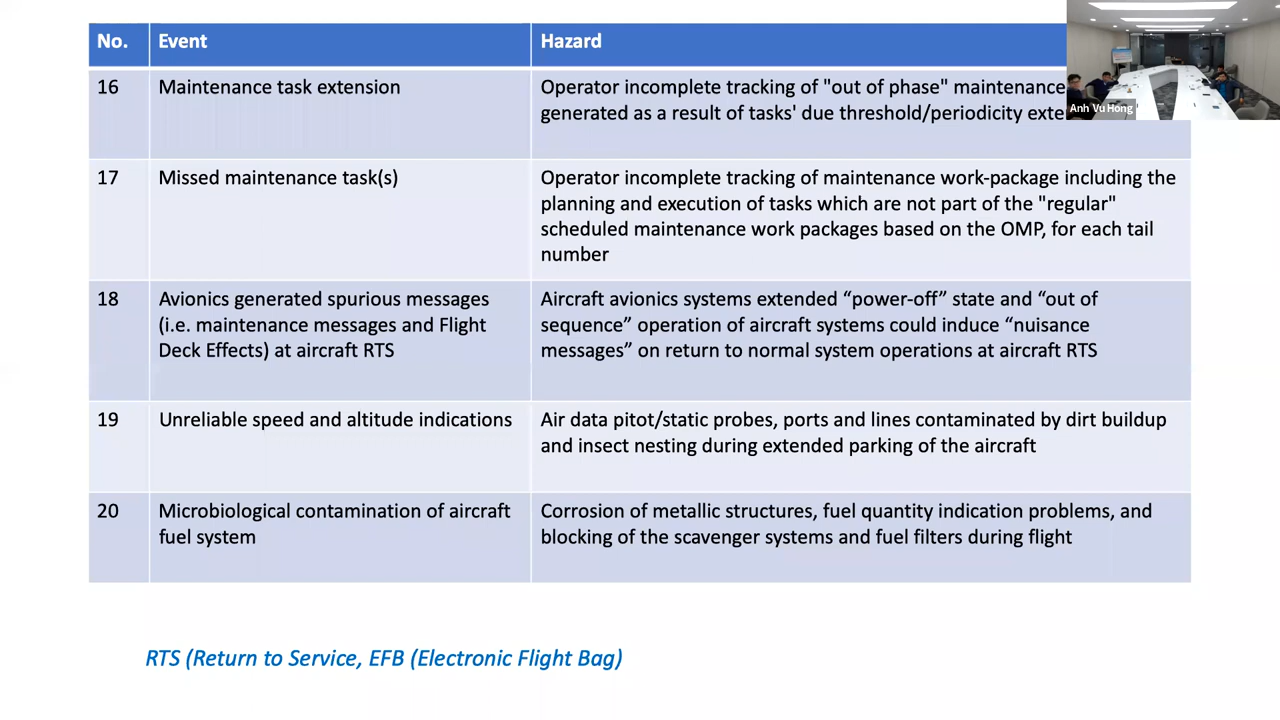 No. Event Hazard
16 Maintenance task extension Operator incomplete tracking of "out of phase" maintenance
generated as a result of tasks' due threshold/periodicity exte
Anh Vu Hong
17 Missed maintenance task(s) Operator incomplete tracking of maintenance work-package including the
planning and execution of tasks which are not part of the "regular"
scheduled maintenance work packages based on the OMP, for each tail
number
18 Avionics generated spurious messages Aircraft avionics systems extended “power-off” state and “out of
(i.e. maintenance messages and Flight sequence” operation of aircraft systems could induce “nuisance
Deck Effects) at aircraft RTS messages” on return to normal system operations at aircraft RTS
19 Unreliable speed and altitude indications Air data pitot/static probes, ports and lines contaminated by dirt buildup
and insect nesting during extended parking of the aircraft
20 Microbiological contamination of aircraft Corrosion of metallic structures, fuel quantity indication problems, and
fuel system blocking of the scavenger systems and fuel filters during flight
RTS (Return to Service, EFB (Electronic Flight Bag)